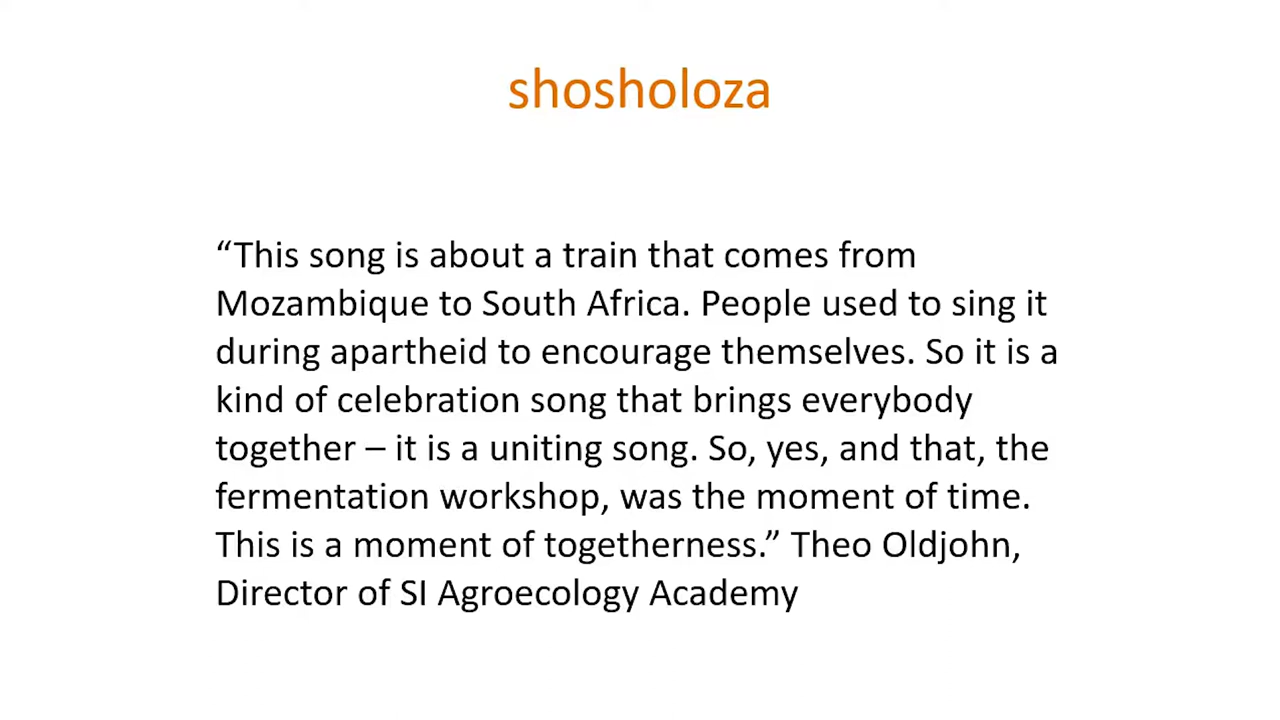 shosholoza
“This song is about a train that comes from
Mozambique to South Africa. People used to sing it
during apartheid to encourage themselves. So it is a
kind of celebration song that brings everybody
together – it is a uniting song. So, yes, and that, the
fermentation workshop, was the moment of time.
This is a moment of togetherness.” Theo Oldjohn,
Director of SI Agroecology Academy